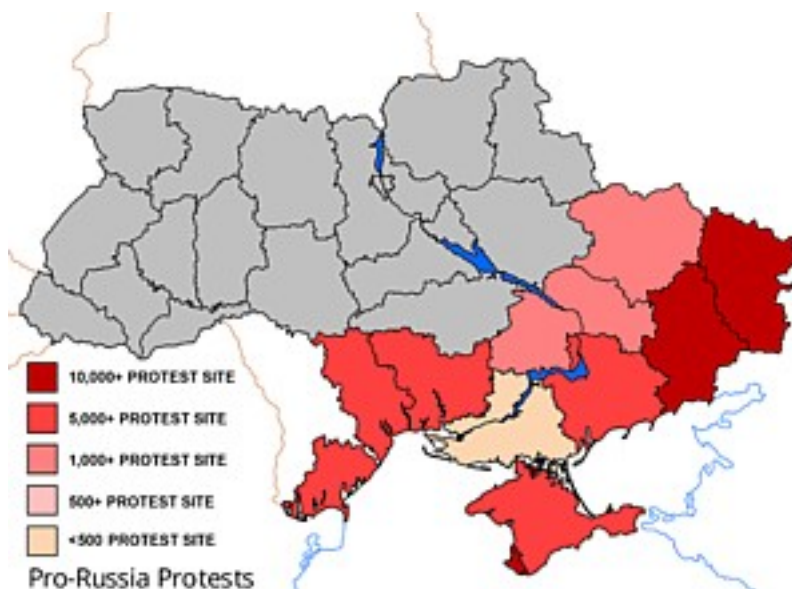 10,000+ PROTEST SITE
5,000+ PROTEST SITE
1,000+ PROTEST SITE
500+ PROTEST SITE
<500 PROTEST SITE
Pro-Russia Protests